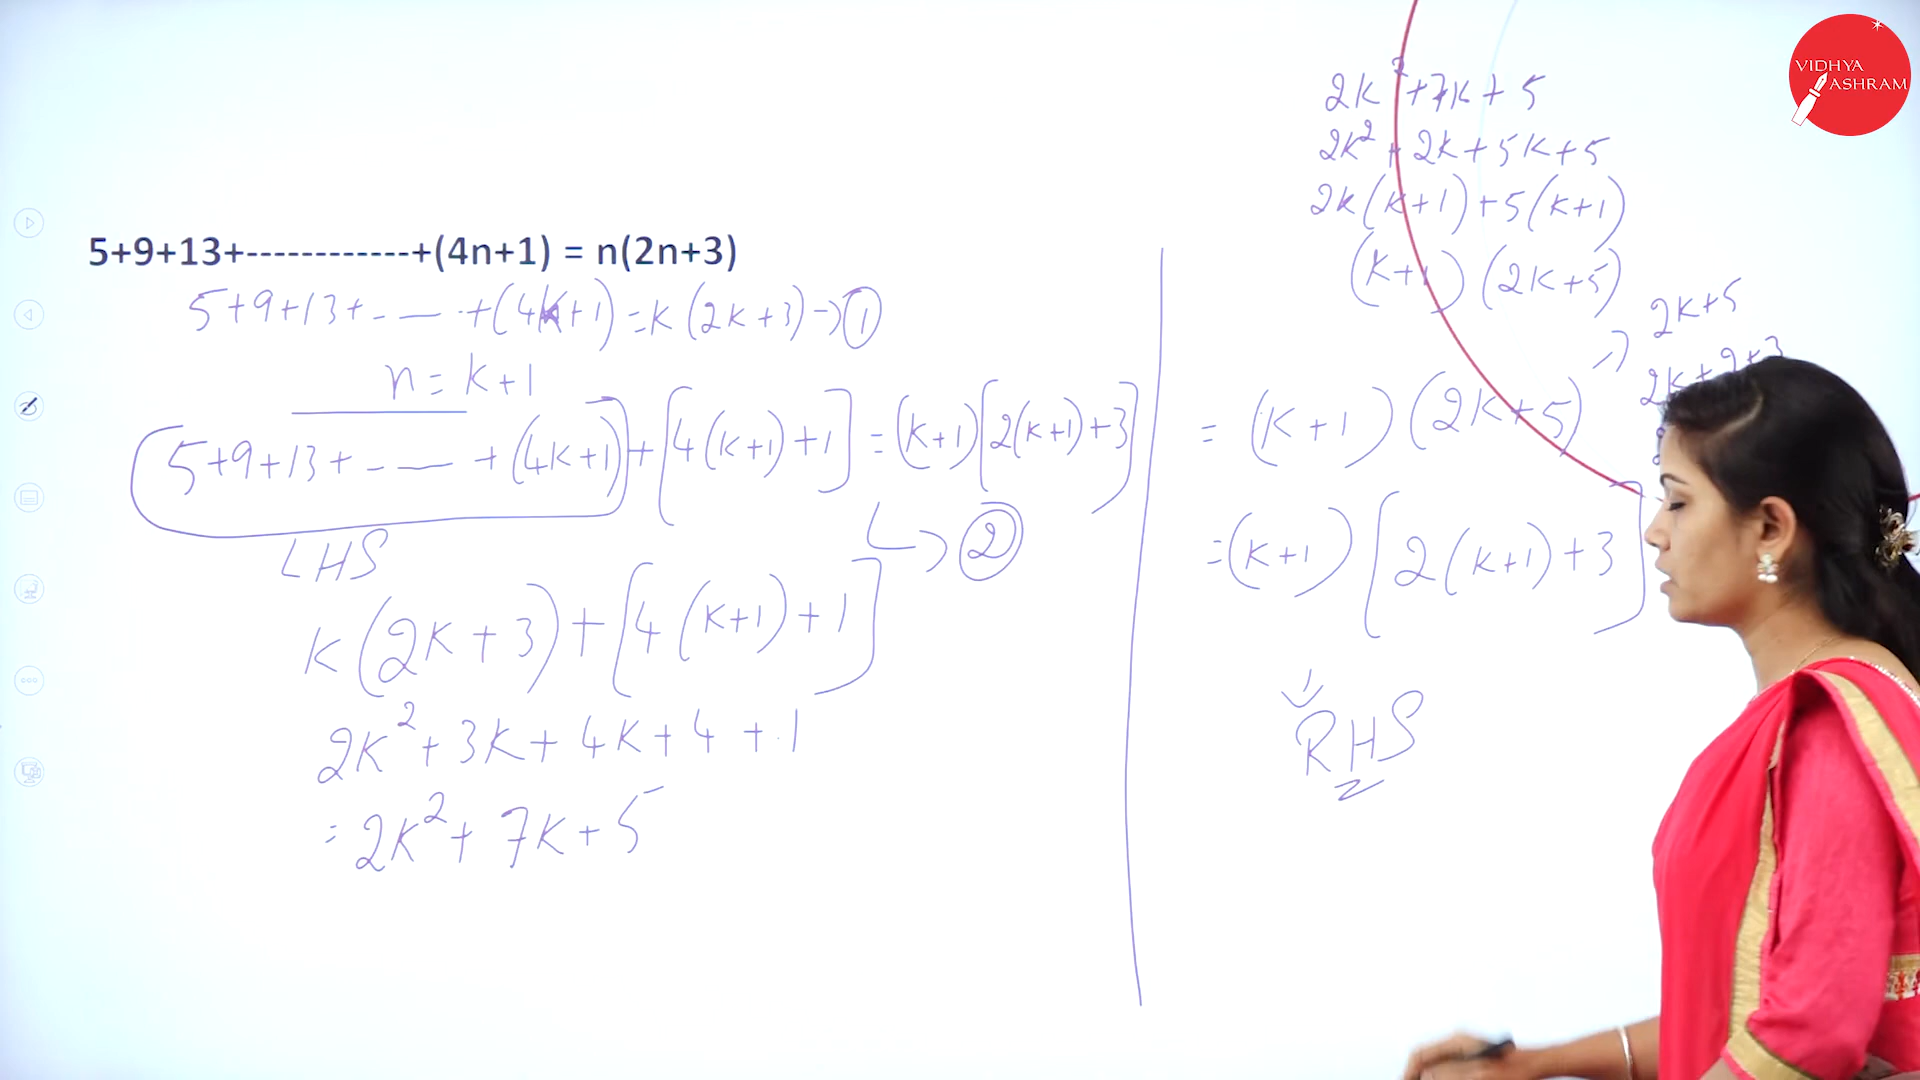 VIDHYA
ASHRAM
5+9+13+------------+(4n+1) = n(2n+3)
5+9+13+-—-+(4k+1)=k(2k+3)→①
n=k+1
5+9+13+-—+(4k+1)+[4(k+1)+1]=(k+1)[2(k+1)+3]
→②
LHS
k(2k+3)+[4(k+1)+1]
2k²+3k+4k+4+1
=2k²+7k+5
2k²+7k+5
2k²+2k+5k+5
2k(k+1)+5(k+1)
(k+1)(2k+5)
2k+5
2k+2+3
=(k+1)(2k+5)
=(k+1)[2(k+1)+3]
RHS